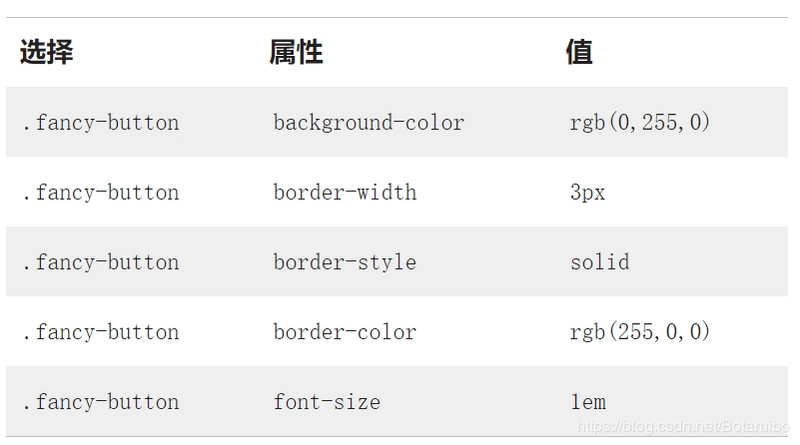 选择 属性 值
.fancy-button background-color rgb(0,255,0)
.fancy-button border-width 3px
.fancy-button border-style solid
.fancy-button border-color rgb(255,0,0)
.fancy-button font-size 1em
https://blog.csdn.net/Botaruibo